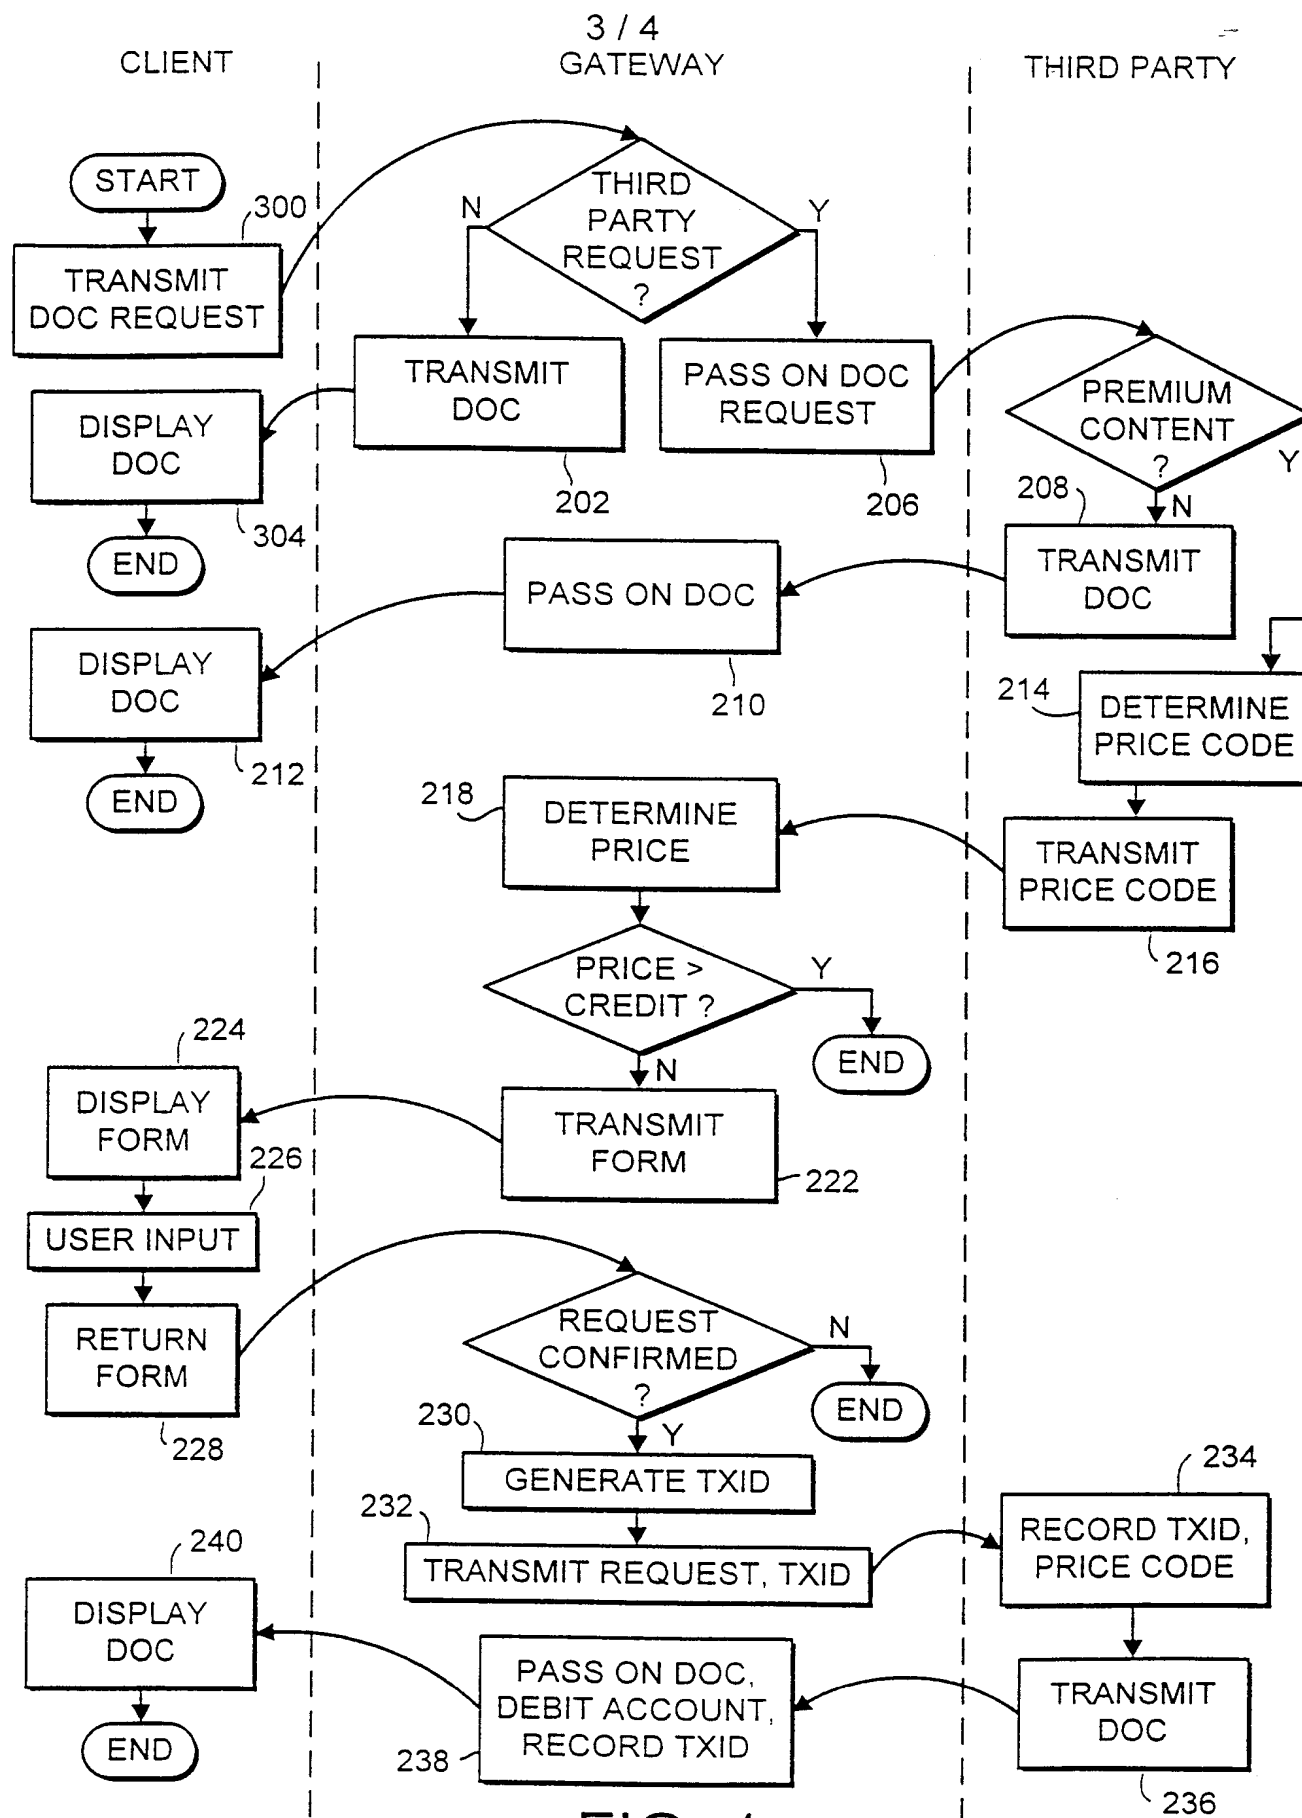 3 / 4
CLIENT
GATEWAY
THIRD PARTY
START
300
TRANSMIT
DOC REQUEST
THIRD
PARTY
REQUEST
?
N
Y
TRANSMIT
DOC
202
PASS ON DOC
REQUEST
206
PREMIUM
CONTENT
?
Y
N
DISPLAY
DOC
304
END
208
TRANSMIT
DOC
PASS ON DOC
210
DISPLAY
DOC
212
END
214
DETERMINE
PRICE CODE
218
DETERMINE
PRICE
TRANSMIT
PRICE CODE
216
PRICE >
CREDIT ?
Y
END
N
224
DISPLAY
FORM
TRANSMIT
FORM
222
226
USER INPUT
RETURN
FORM
228
REQUEST
CONFIRMED
?
N
END
Y
230
GENERATE TXID
232
TRANSMIT REQUEST, TXID
234
RECORD TXID,
PRICE CODE
240
DISPLAY
DOC
END
PASS ON DOC,
DEBIT ACCOUNT,
RECORD TXID
238
TRANSMIT
DOC
236